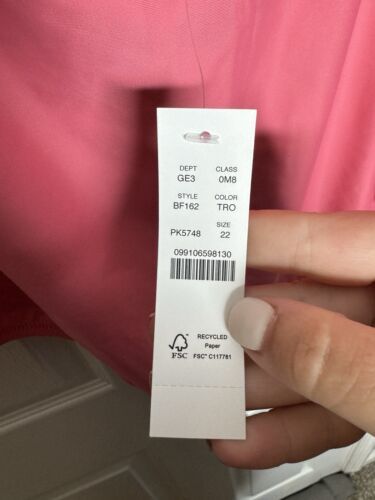 DEPT CLASS
GE3 0M8
STYLE COLOR
BF162 TRO
SIZE
PK5748 22
099106598130
RECYCLED
Paper
FSC FSC® C117781